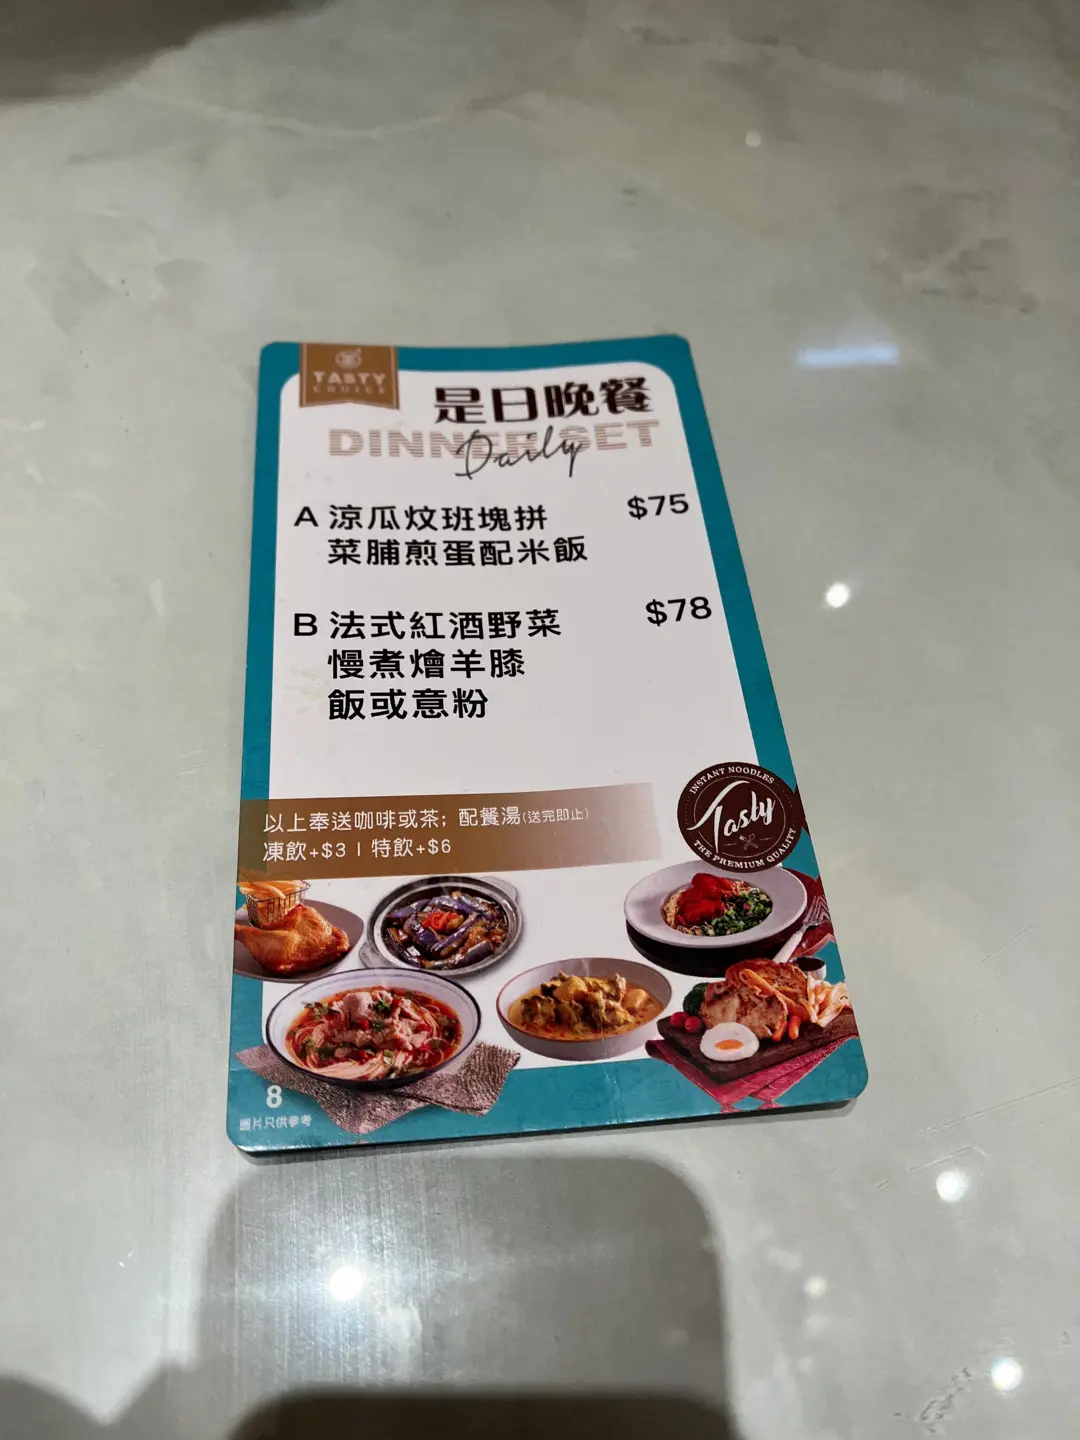 TASTY
CHOICE
是日晚餐
DINNER SET
Daily
A 涼瓜炆班塊拼 $75
菜脯煎蛋配米飯
B 法式紅酒野菜 $78
慢煮燴羊膝
飯或意粉
以上奉送咖啡或茶; 配餐湯(送完即止)
凍飲+$3 | 特飲+$6
INSTANT NOODLES
Tasty
THE PREMIUM QUALITY
8
圖片只供參考